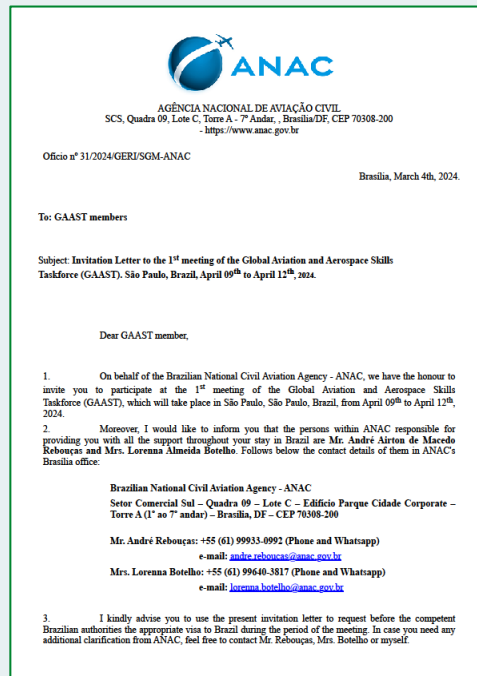 ANAC
AGÊNCIA NACIONAL DE AVIAÇÃO CIVIL
SCS, Quadra 09, Lote C, Torre A - 7º Andar, , Brasília/DF, CEP 70308-200
- https://www.anac.gov.br
Ofício nº 31/2024/GERI/SGM-ANAC
Brasília, March 4th, 2024.
To: GAAST members
Subject: Invitation Letter to the 1st meeting of the Global Aviation and Aerospace Skills
Taskforce (GAAST). São Paulo, Brazil, April 09th to April 12th, 2024.
Dear GAAST member,
1. On behalf of the Brazilian National Civil Aviation Agency - ANAC, we have the honour to
invite you to participate at the 1st meeting of the Global Aviation and Aerospace Skills
Taskforce (GAAST), which will take place in São Paulo, São Paulo, Brazil, from April 09th to April 12th,
2024.
2. Moreover, I would like to inform you that the persons within ANAC responsible for
providing you with all the support throughout your stay in Brazil are Mr. André Airton de Macedo
Rebouças and Mrs. Lorenna Almeida Botelho. Follows below the contact details of them in ANAC's
Brasília office:
Brazilian National Civil Aviation Agency - ANAC
Setor Comercial Sul – Quadra 09 – Lote C – Edifício Parque Cidade Corporate –
Torre A (1º ao 7º andar) – Brasília, DF – CEP 70308-200
Mr. André Rebouças: +55 (61) 99933-0992 (Phone and Whatsapp)
e-mail: andre.reboucas@anac.gov.br
Mrs. Lorenna Botelho: +55 (61) 99640-3817 (Phone and Whatsapp)
e-mail: lorenna.botelho@anac.gov.br
3. I kindly advise you to use the present invitation letter to request before the competent
Brazilian authorities the appropriate visa to Brazil during the period of the meeting. In case you need any
additional clarification from ANAC, feel free to contact Mr. Rebouças, Mrs. Botelho or myself.